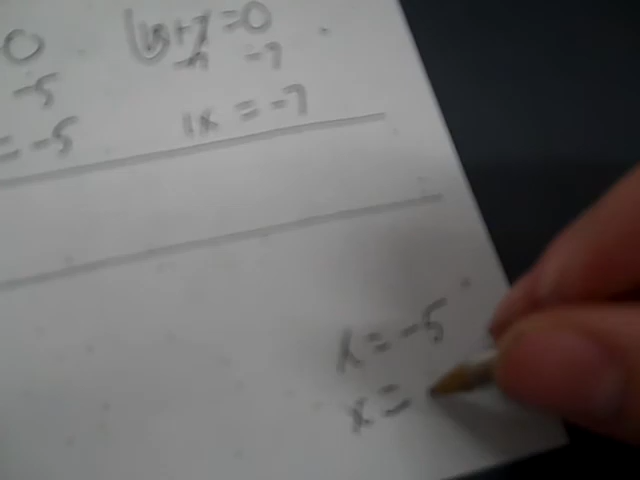 0 +7=0
-5 -7 -7
= -5 1x = -7
x = -5
x =